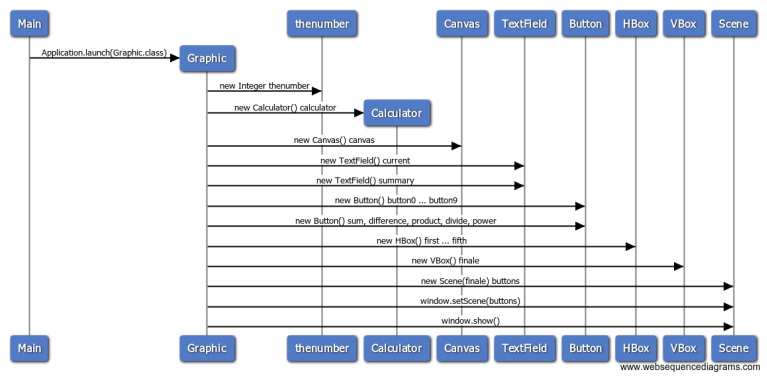 Main thenumber Canvas TextField Button HBox VBox Scene
Application.launch(Graphic.class)
Graphic
new Integer thenumber
new Calculator() calculator
Calculator
new Canvas() canvas
new TextField() current
new TextField() summary
new Button() button0 ... button9
new Button() sum, difference, product, divide, power
new HBox() first ... fifth
new VBox() finale
new Scene(finale) buttons
window.setScene(buttons)
window.show()
Main Graphic thenumber Calculator Canvas TextField Button HBox VBox Scene
www.websequencediagrams.com